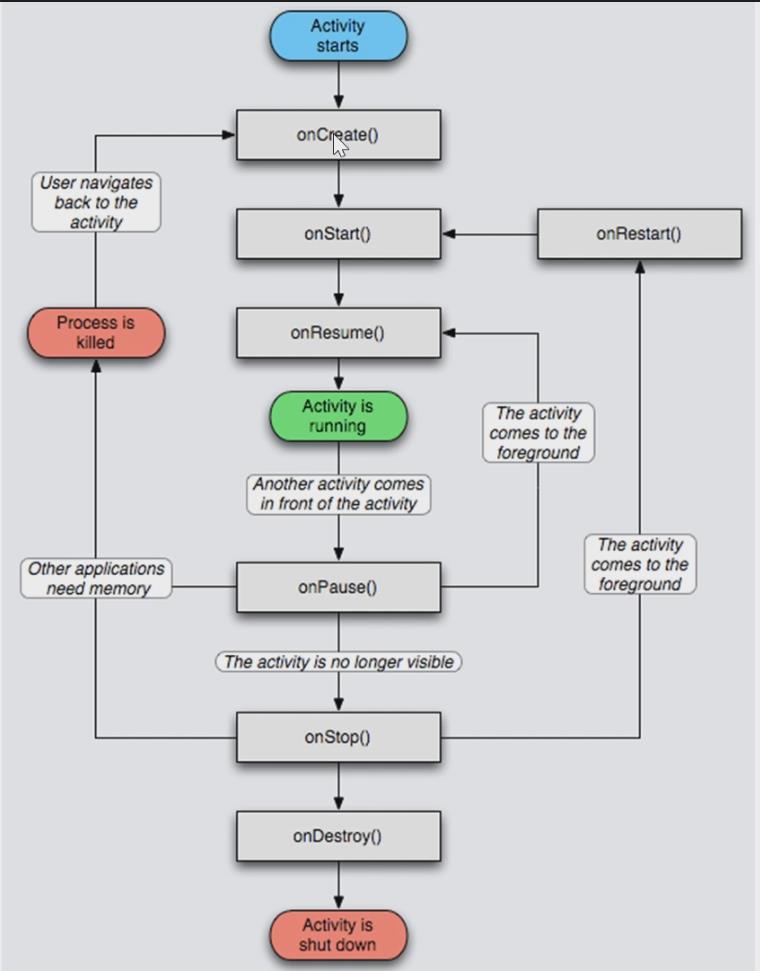 Activity
starts
onCreate()
User navigates
back to the
activity
onStart()
onRestart()
Process is
killed
onResume()
Activity is
running
The activity
comes to the
foreground
Another activity comes
in front of the activity
The activity
comes to the
foreground
Other applications
need memory
onPause()
The activity is no longer visible
onStop()
onDestroy()
Activity is
shut down